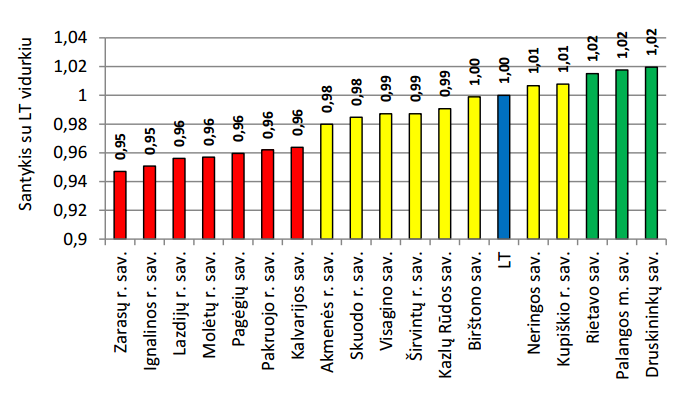 Santykis su LT vidurkiu
1,04
1,02
1
0,98
0,96
0,94
0,92
0,9
0,95
0,95
0,96
0,96
0,96
0,96
0,96
0,98
0,98
0,99
0,99
0,99
1,00
1,00
1,01
1,01
1,02
1,02
1,02
Zarasų r. sav.
Ignalinos r. sav.
Lazdijų r. sav.
Molėtų r. sav.
Pagėgių sav.
Pakruojo r. sav.
Kalvarijos sav.
Akmenės r. sav.
Skuodo r. sav.
Visagino sav.
Širvintų r. sav.
Kazlų Rūdos sav.
Birštono sav.
LT
Neringos sav.
Kupiškio r. sav.
Rietavo sav.
Palangos m. sav.
Druskininkų sav.